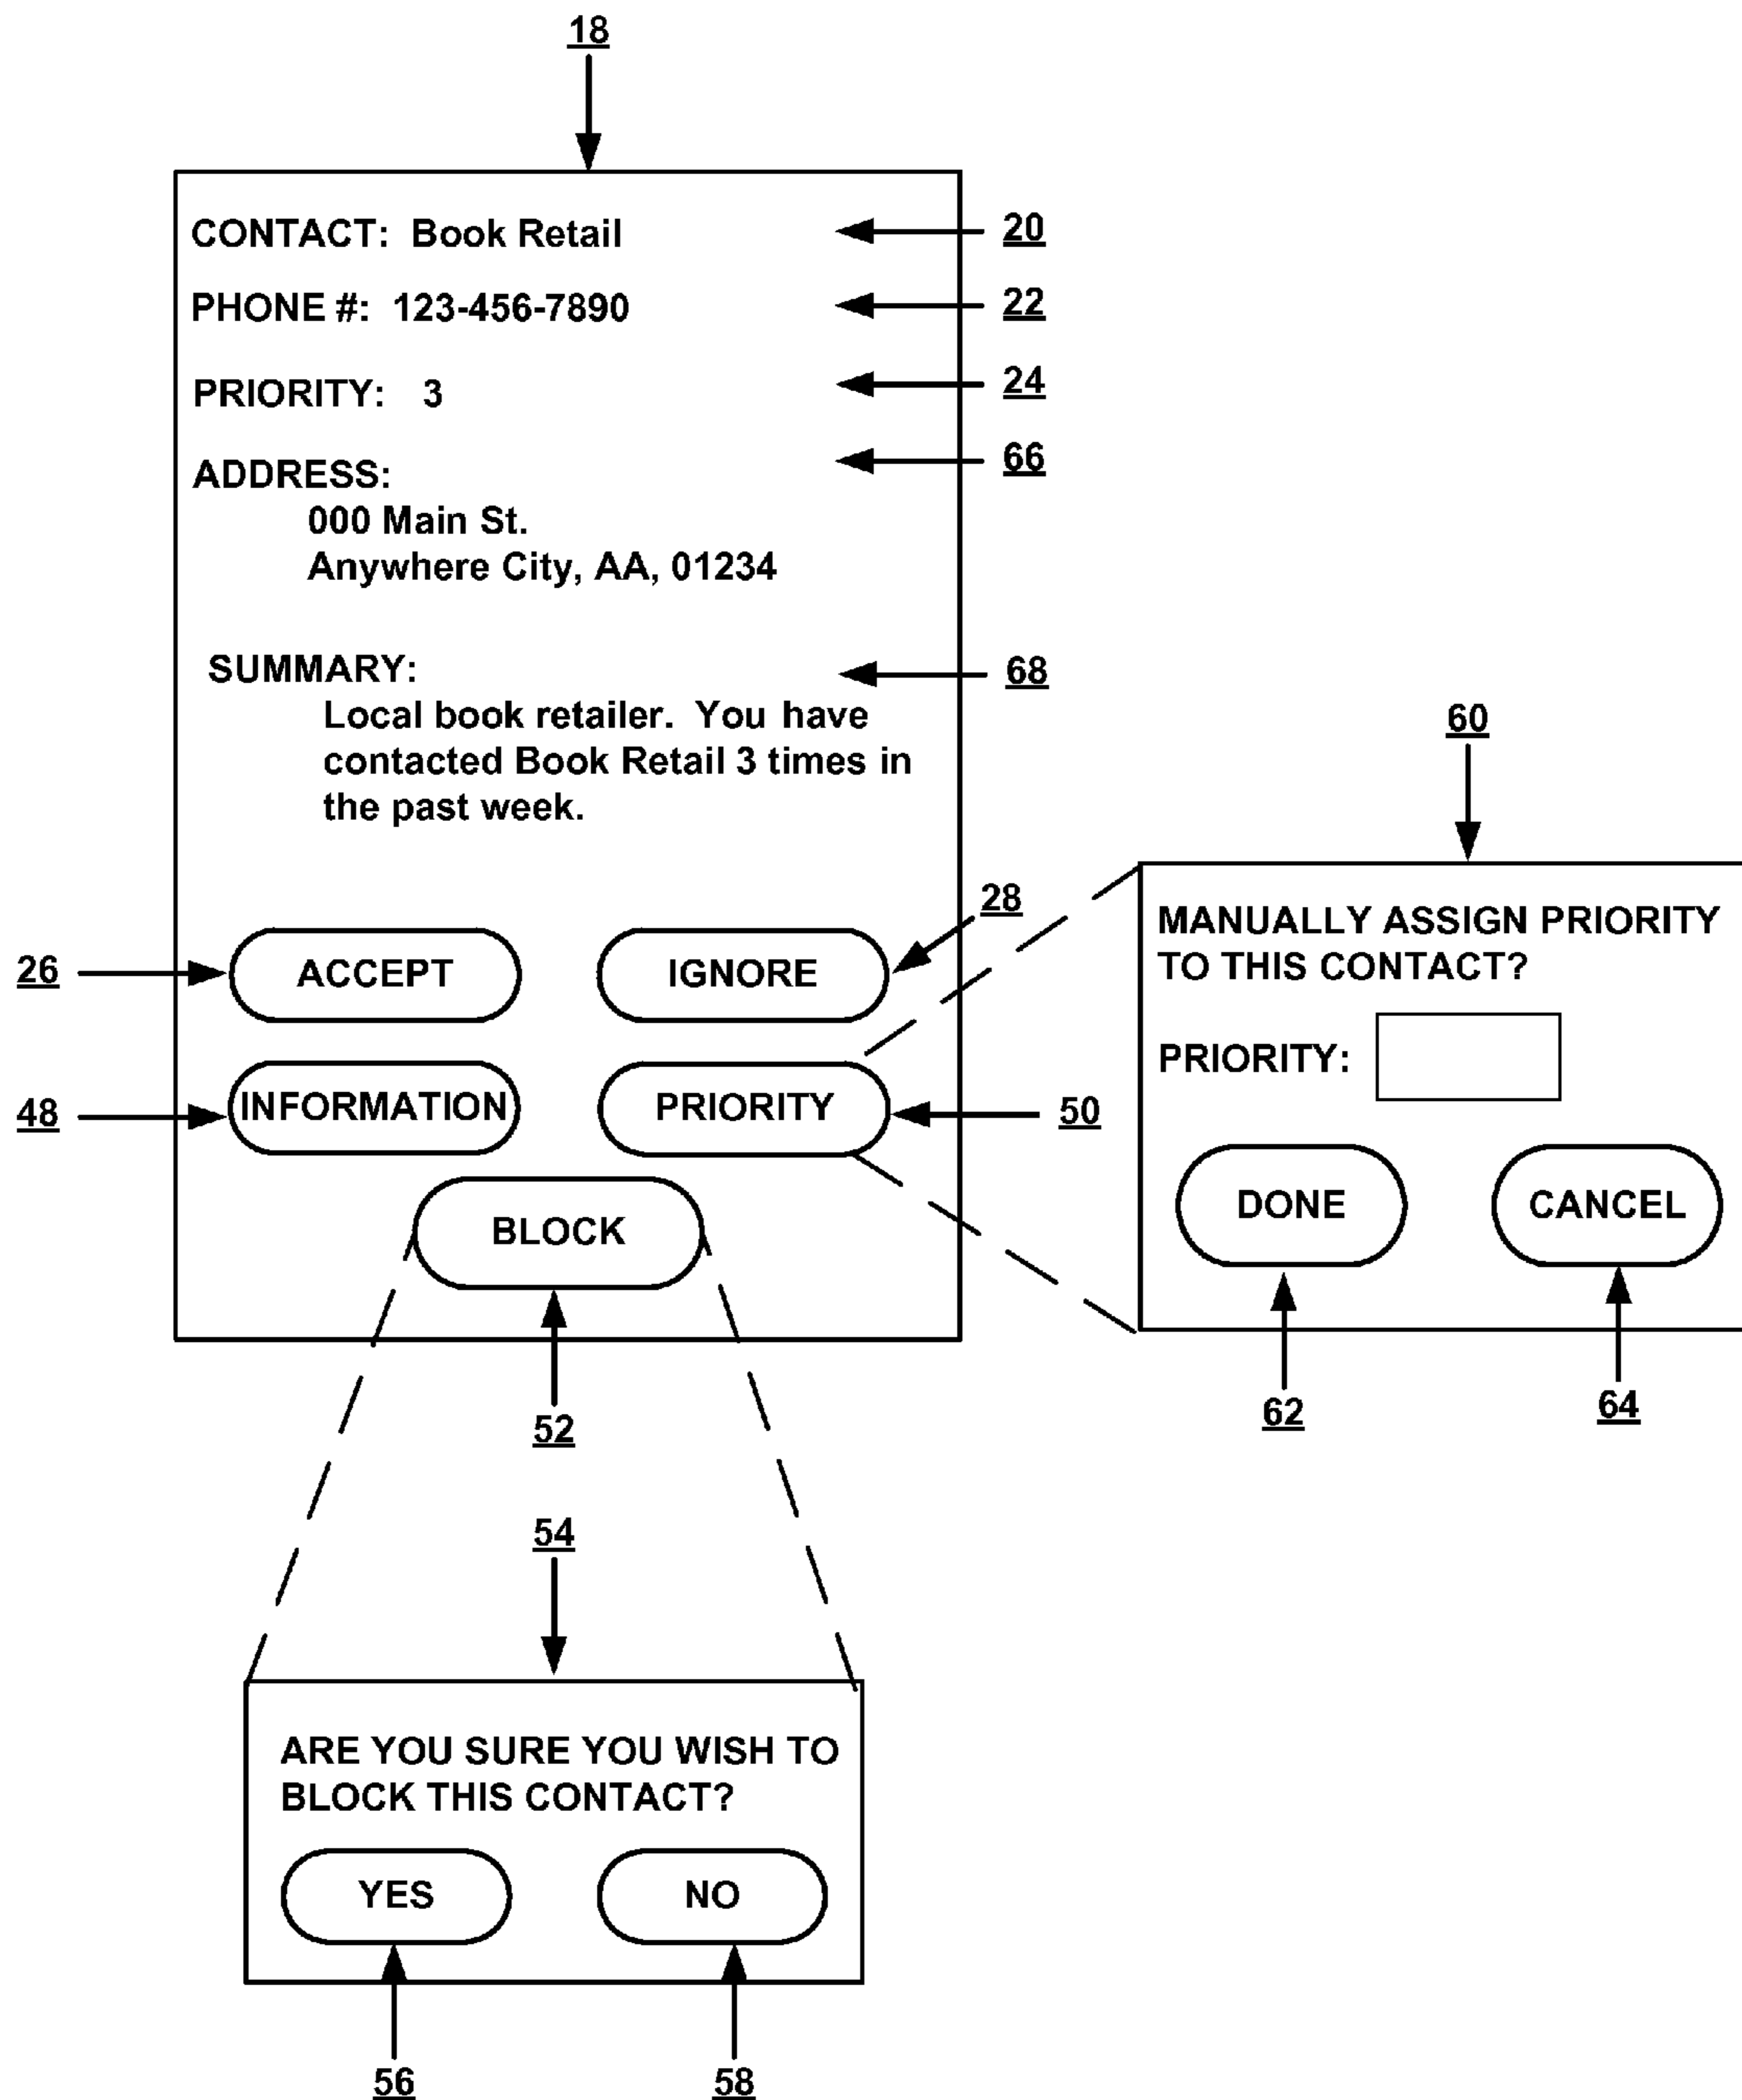 18
CONTACT: Book Retail
20
PHONE #: 123-456-7890
22
PRIORITY: 3
24
ADDRESS:
66
000 Main St.
Anywhere City, AA, 01234
SUMMARY:
68
Local book retailer. You have
contacted Book Retail 3 times in
the past week.
26
ACCEPT
IGNORE
28
48
INFORMATION
PRIORITY
50
BLOCK
52
60
MANUALLY ASSIGN PRIORITY
TO THIS CONTACT?
PRIORITY:
DONE
CANCEL
62
64
54
ARE YOU SURE YOU WISH TO
BLOCK THIS CONTACT?
YES
NO
56
58